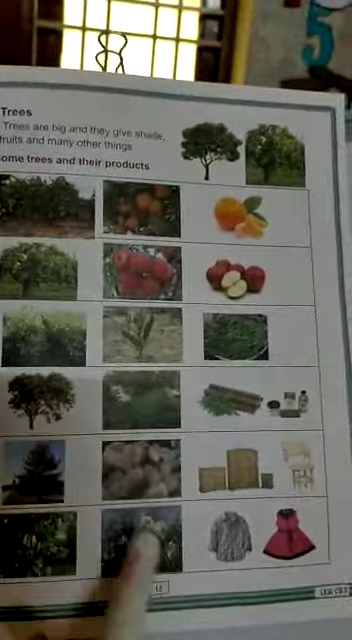 Trees
Trees are big and they give shade,
fruits and many other things.
ome trees and their products
5